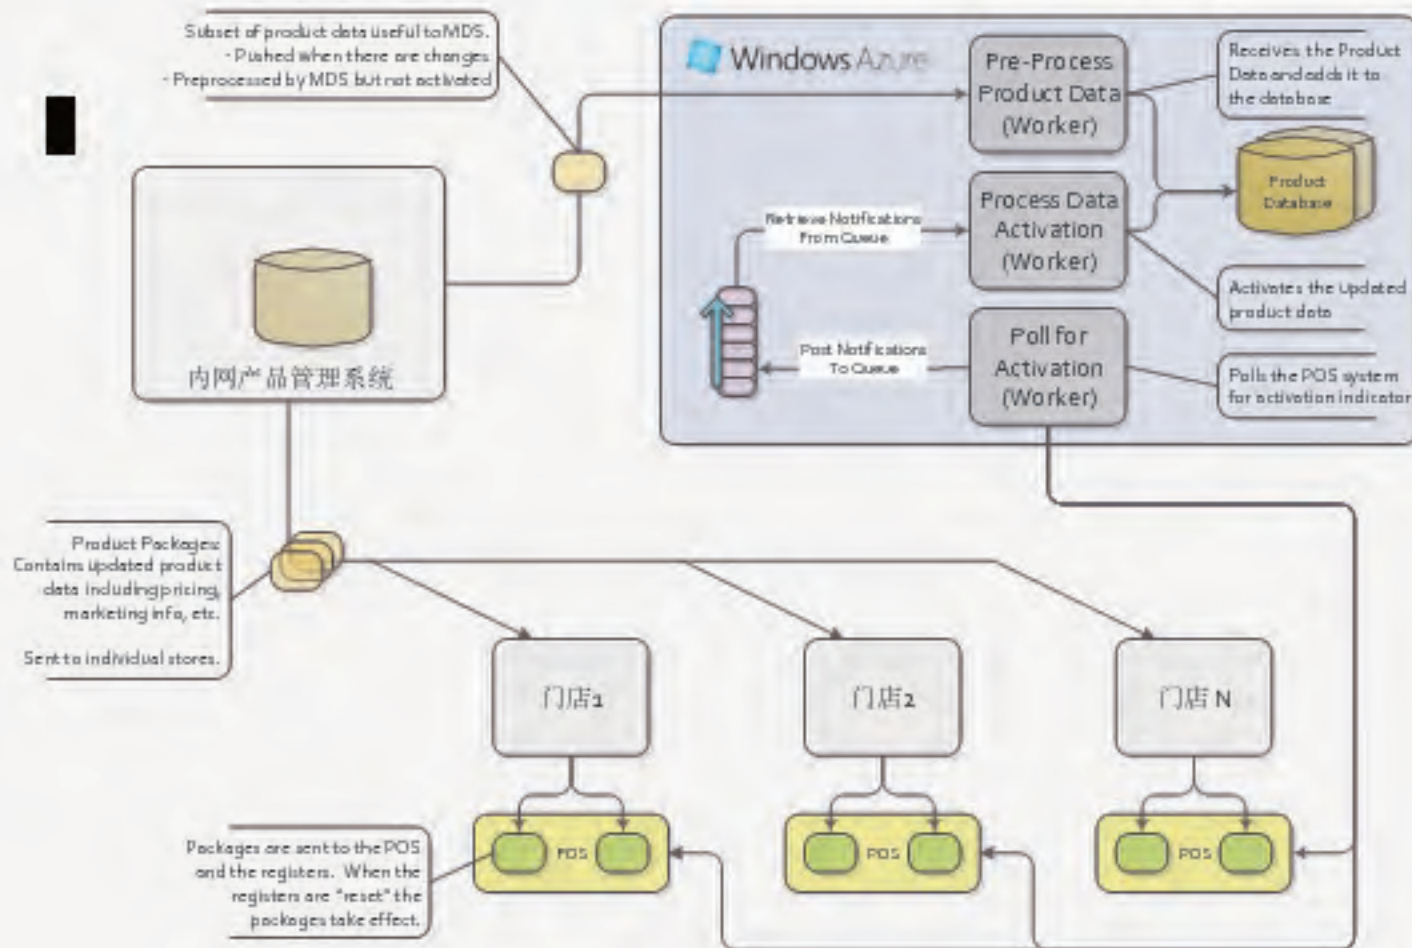 Subset of product data useful to MDS.
- Pushed when there are changes
- Preprocessed by MDS but not activated
Windows Azure
Pre-Process
Product Data
(Worker)
Receives the Product
Data and adds it to
the database
Product
Database
Retrieve Notifications
From Queue
Process Data
Activation
(Worker)
Activates the Updated
product data
Post Notifications
To Queue
Poll for
Activation
(Worker)
Polls the POS system
for activation indicator
内网产品管理系统
Product Packages:
Contains updated product
data including pricing,
marketing info, etc.
Sent to individual stores.
门店1
门店2
门店 N
POS
POS
POS
Packages are sent to the POS
and the registers. When the
registers are "reset" the
packages take effect.